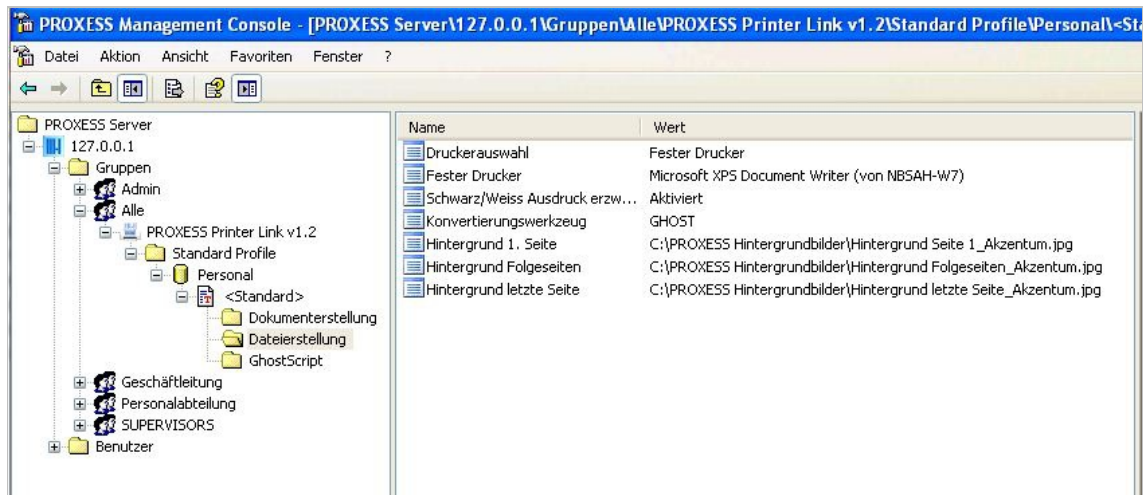 PROXESS Management Console - [PROXESS Server\127.0.0.1\Gruppen\Alle\PROXESS Printer Link v1.2\Standard Profile\Personal\<Sta
Datei Aktion Ansicht Favoriten Fenster ?
PROXESS Server
127.0.0.1
Gruppen
Admin
Alle
PROXESS Printer Link v1.2
Standard Profile
Personal
<Standard>
Dokumenterstellung
Dateierstellung
GhostScript
Geschäftleitung
Personalabteilung
SUPERVISORS
Benutzer
Name Wert
Druckerauswahl Fester Drucker
Fester Drucker Microsoft XPS Document Writer (von NBSAH-W7)
Schwarz/Weiss Ausdruck erzw... Aktiviert
Konvertierungswerkzeug GHOST
Hintergrund 1. Seite C:\PROXESS Hintergrundbilder\Hintergrund Seite 1_Akzentum.jpg
Hintergrund Folgeseiten C:\PROXESS Hintergrundbilder\Hintergrund Folgeseiten_Akzentum.jpg
Hintergrund letzte Seite C:\PROXESS Hintergrundbilder\Hintergrund letzte Seite_Akzentum.jpg